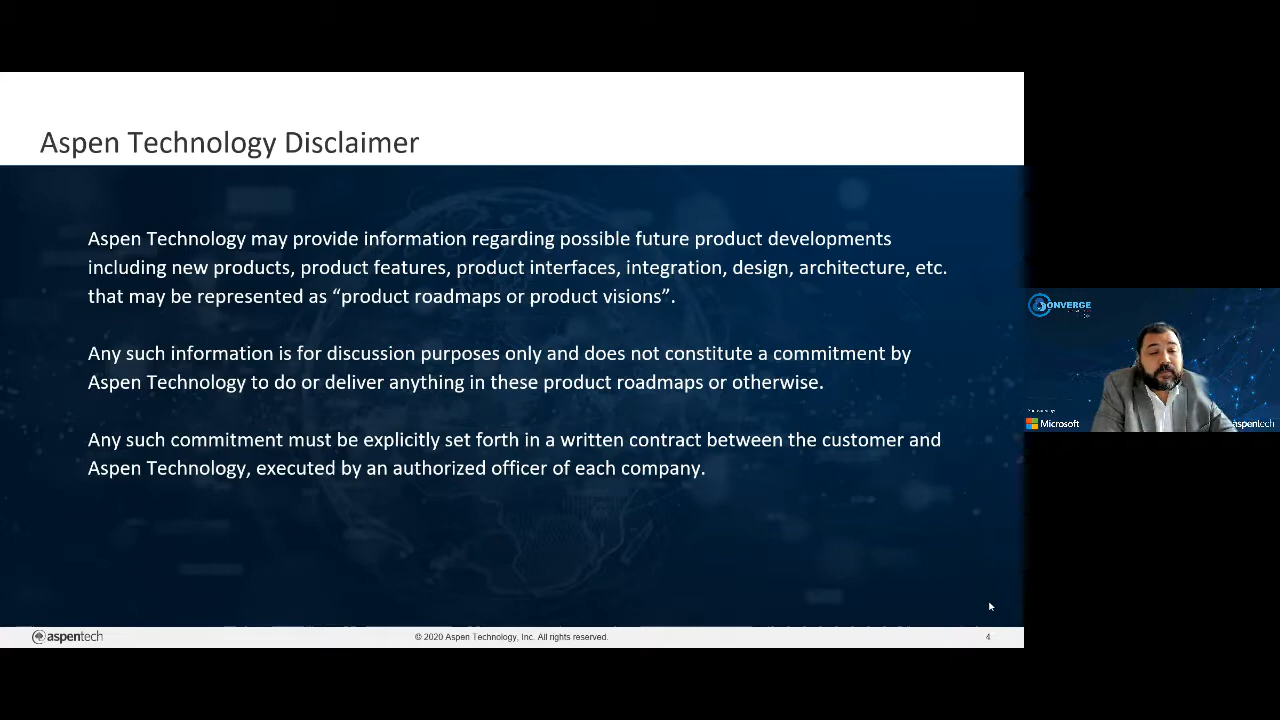 Aspen Technology Disclaimer
Aspen Technology may provide information regarding possible future product developments
including new products, product features, product interfaces, integration, design, architecture, etc.
that may be represented as “product roadmaps or product visions”.
Any such information is for discussion purposes only and does not constitute a commitment by
Aspen Technology to do or deliver anything in these product roadmaps or otherwise.
Any such commitment must be explicitly set forth in a written contract between the customer and
Aspen Technology, executed by an authorized officer of each company.
aspentech
© 2020 Aspen Technology, Inc. All rights reserved.
4
CONVERGE
Microsoft
aspentech